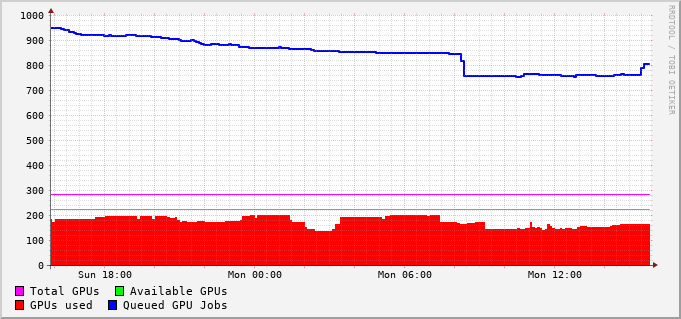 1000
900
800
700
600
500
400
300
200
100
0
Sun 18:00 Mon 00:00 Mon 06:00 Mon 12:00
Total GPUs Available GPUs
GPUs used Queued GPU Jobs
RRDTOOL / TOBI OETIKER